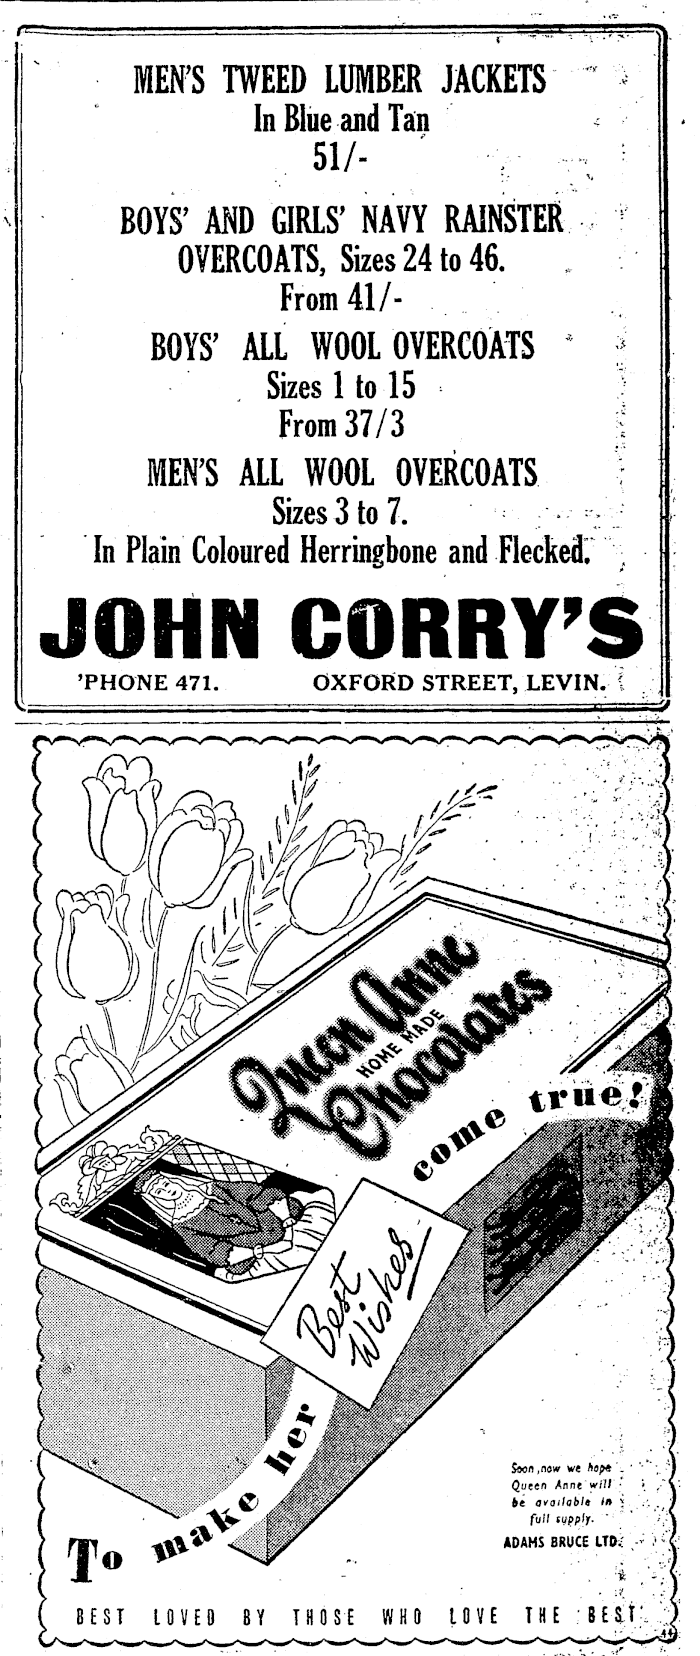 MEN'S TWEED LUMBER JACKETS
In Blue and Tan
51/-
BOYS' AND GIRLS' NAVY RAINSTER
OVERCOATS, Sizes 24 to 46.
From 41/-
BOYS' ALL WOOL OVERCOATS
Sizes 1 to 15
From 37/3
MEN'S ALL WOOL OVERCOATS
Sizes 3 to 7.
In Plain Coloured Herringbone and Flecked.
JOHN CORRY'S
'PHONE 471. OXFORD STREET, LEVIN.
Queen Anne
HOME MADE
Chocolates
To make her
Best
Wishes
come true!
Soon, now we hope
Queen Anne will
be available in
full supply.
ADAMS BRUCE LTD.
BEST LOVED BY THOSE WHO LOVE THE BEST